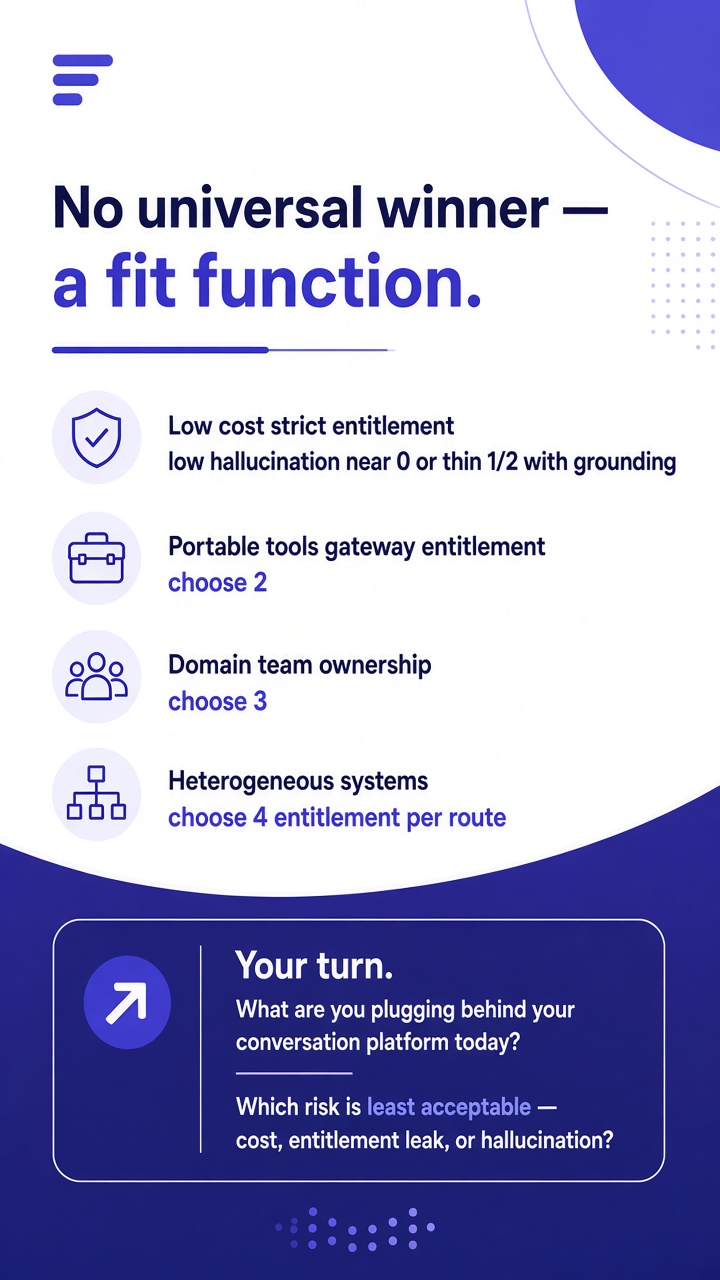 No universal winner —
a fit function.
Low cost strict entitlement
low hallucination near 0 or thin 1/2 with grounding
Portable tools gateway entitlement
choose 2
Domain team ownership
choose 3
Heterogeneous systems
choose 4 entitlement per route
Your turn.
What are you plugging behind your
conversation platform today?
Which risk is least acceptable —
cost, entitlement leak, or hallucination?